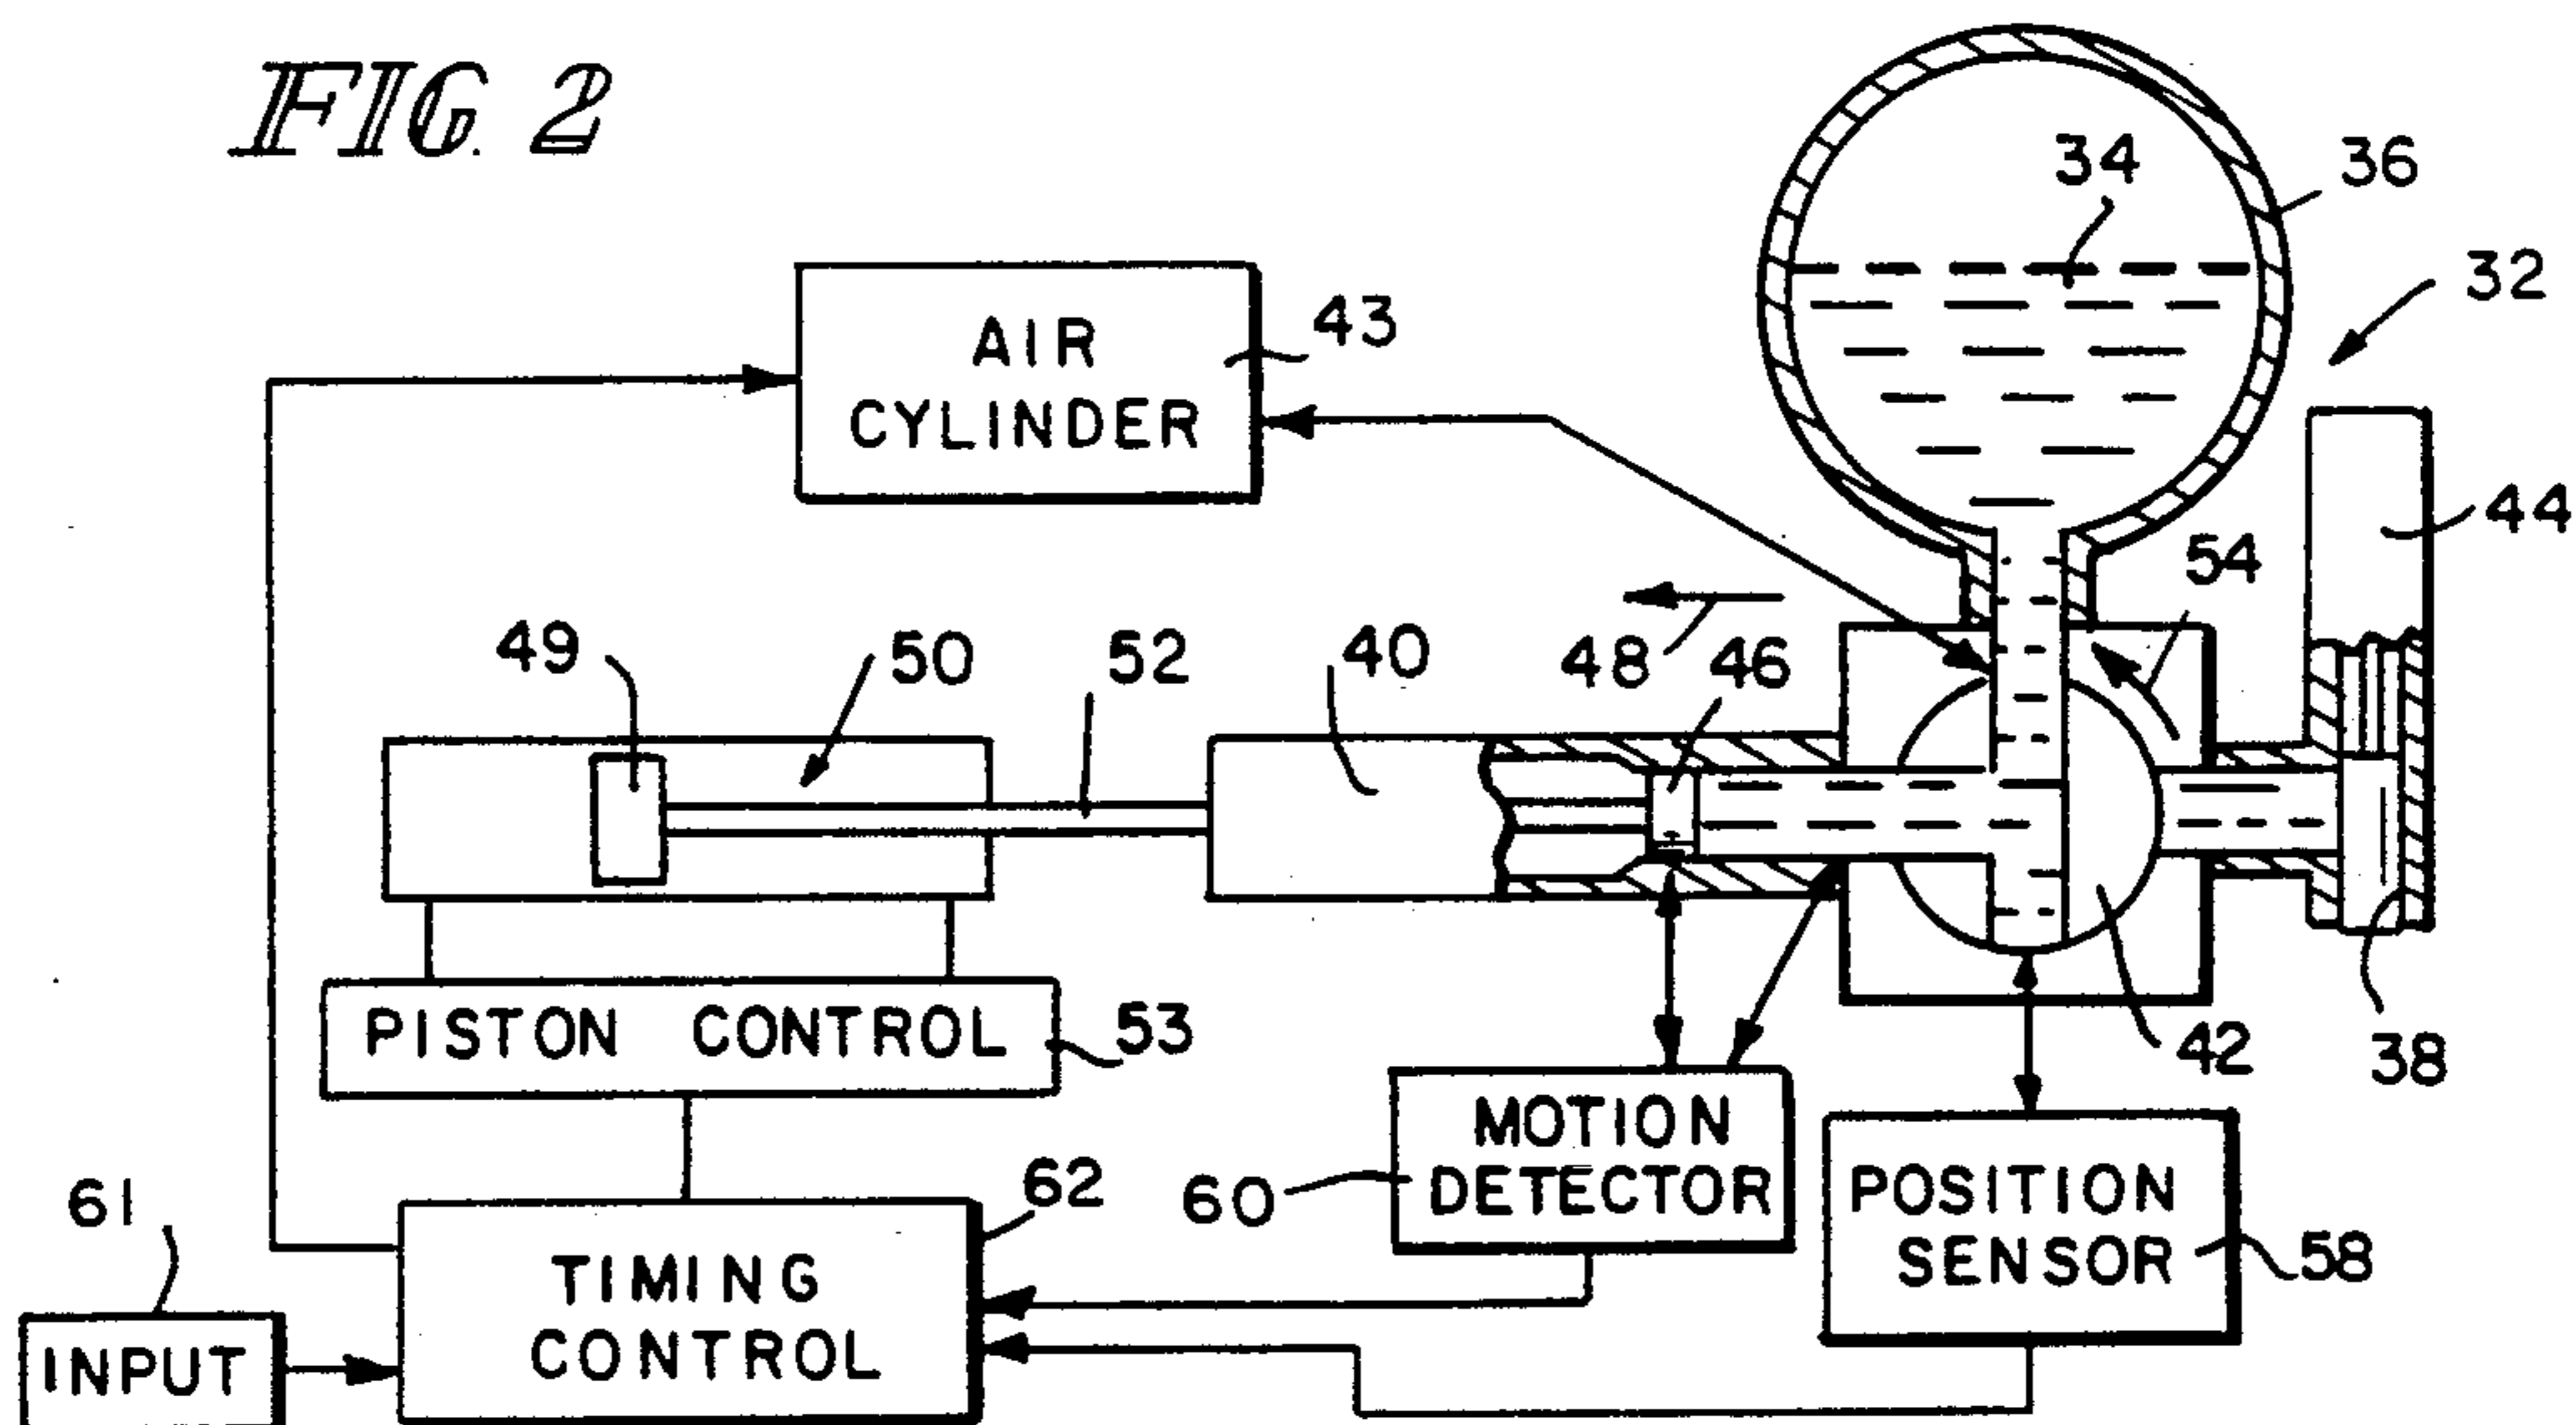 FIG. 2
34
36
32
AIR
CYLINDER
43
44
54
49
50
52
40
48
46
PISTON CONTROL
53
42
38
MOTION
DETECTOR
60
POSITION
SENSOR
58
61
62
TIMING
CONTROL
INPUT